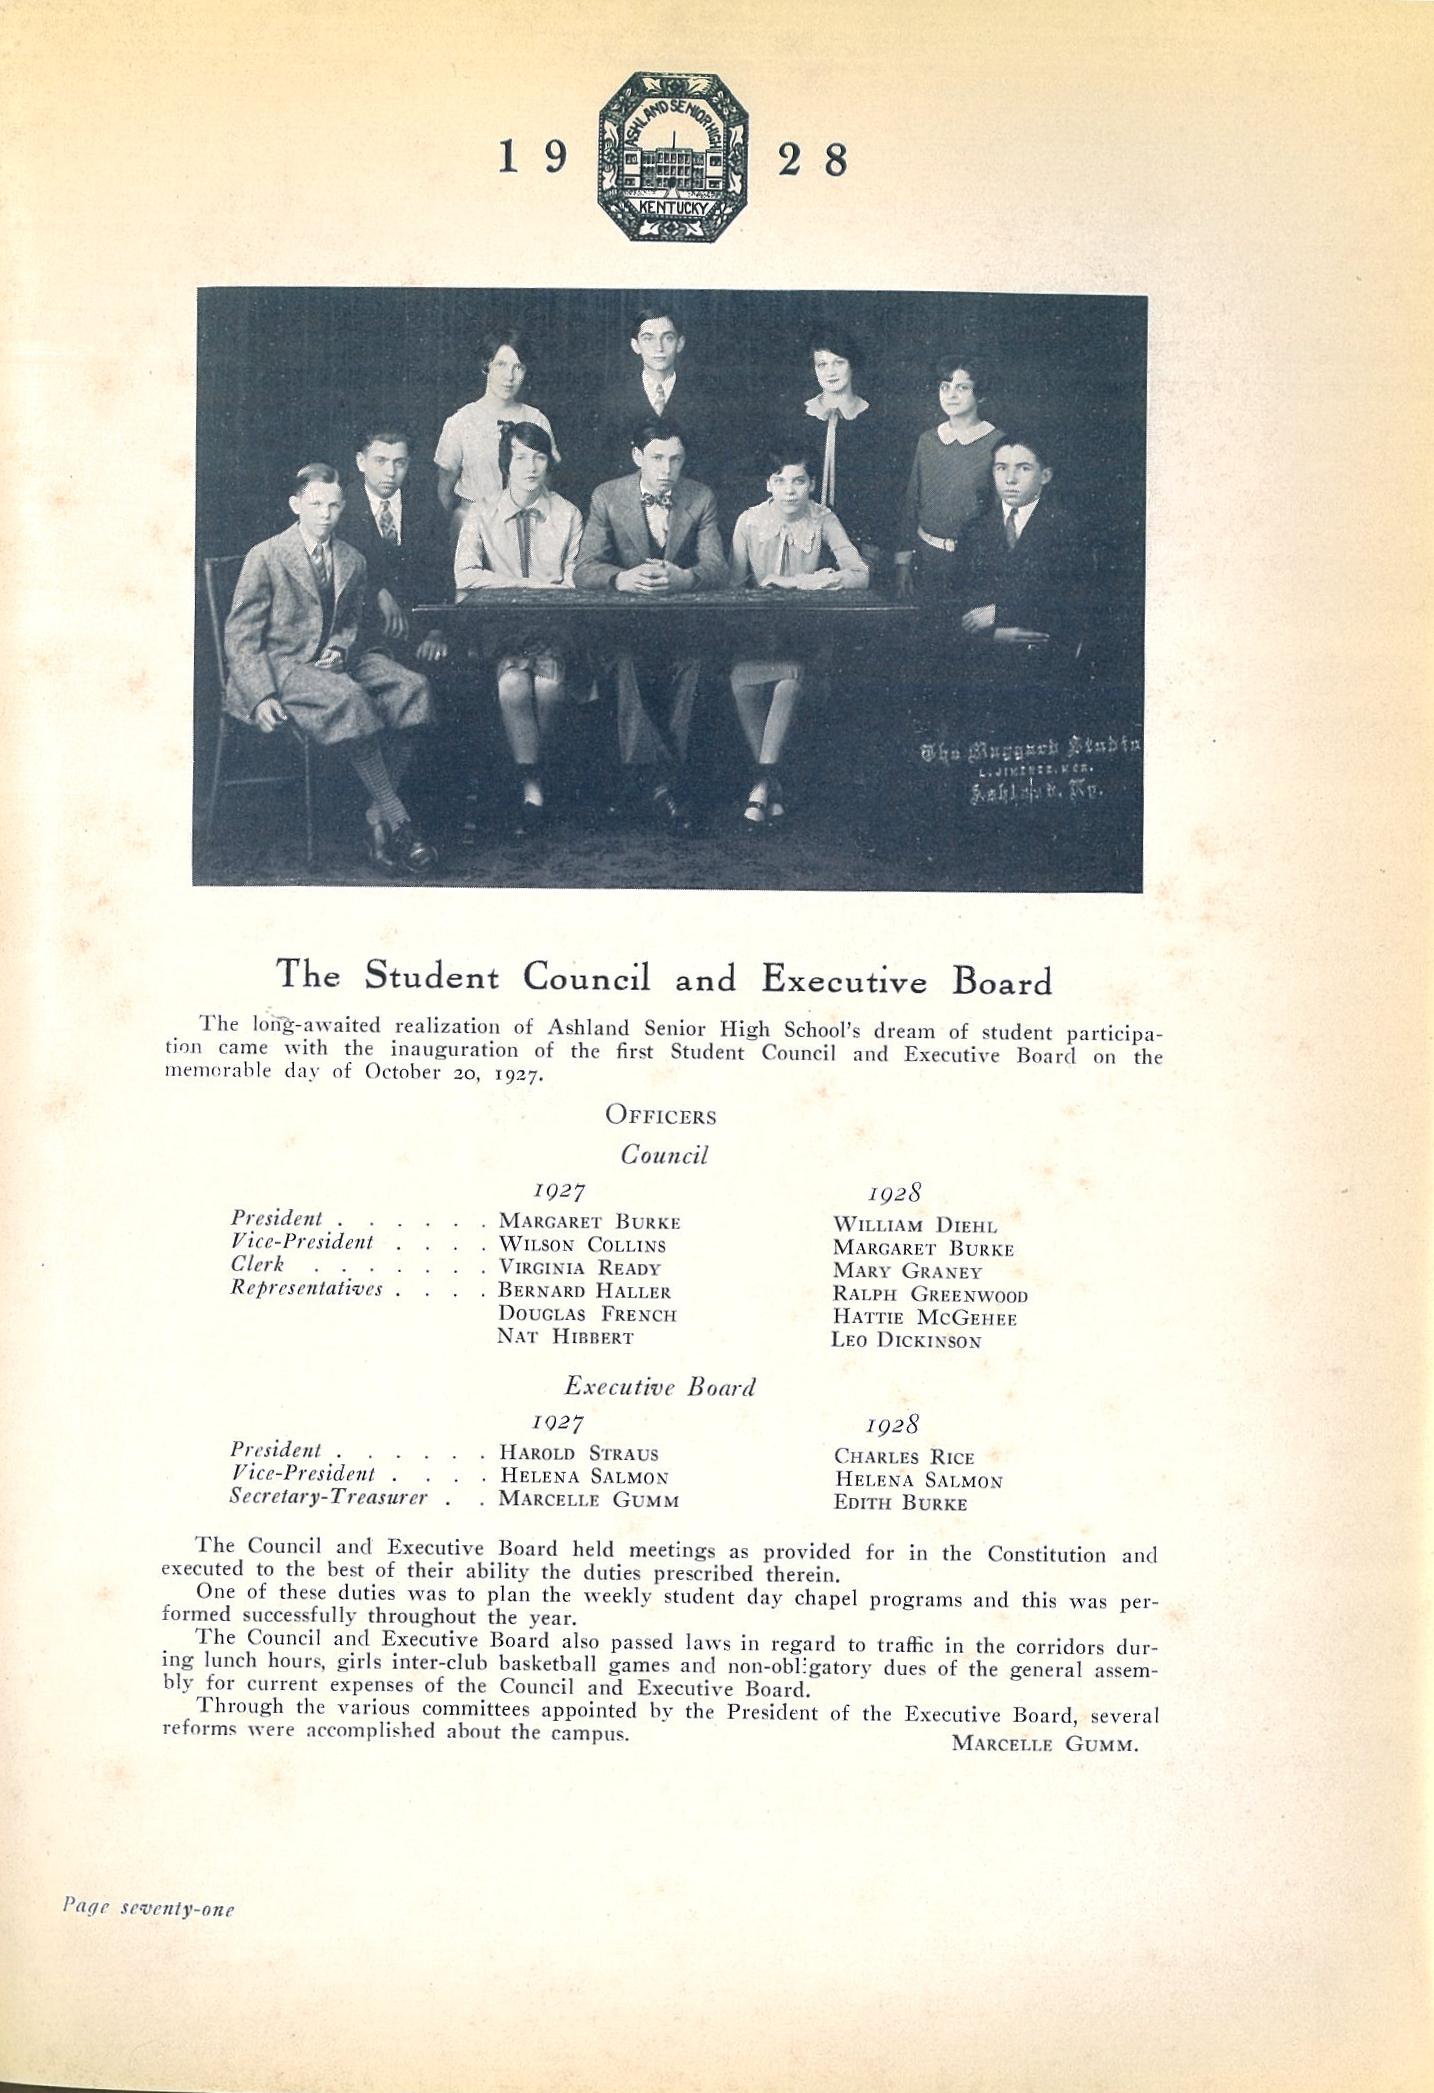 19 28
ASHLAND SENIOR HIGH
KENTUCKY
The Maggard Studio
L. JIMENEZ, MGR.
Ashland, Ky.
The Student Council and Executive Board
The long-awaited realization of Ashland Senior High School's dream of student participa-
tion came with the inauguration of the first Student Council and Executive Board on the
memorable day of October 20, 1927.
OFFICERS
Council
1927 1928
President . . . . . . MARGARET BURKE WILLIAM DIEHL
Vice-President . . . . WILSON COLLINS MARGARET BURKE
Clerk . . . . . . . VIRGINIA READY MARY GRANEY
Representatives . . . . BERNARD HALLER RALPH GREENWOOD
DOUGLAS FRENCH HATTIE MCGEHEE
NAT HIBBERT LEO DICKINSON
Executive Board
1927 1928
President . . . . . . HAROLD STRAUS CHARLES RICE
Vice-President . . . . HELENA SALMON HELENA SALMON
Secretary-Treasurer . . MARCELLE GUMM EDITH BURKE
The Council and Executive Board held meetings as provided for in the Constitution and
executed to the best of their ability the duties prescribed therein.
One of these duties was to plan the weekly student day chapel programs and this was per-
formed successfully throughout the year.
The Council and Executive Board also passed laws in regard to traffic in the corridors dur-
ing lunch hours, girls inter-club basketball games and non-obligatory dues of the general assem-
bly for current expenses of the Council and Executive Board.
Through the various committees appointed by the President of the Executive Board, several
reforms were accomplished about the campus.
MARCELLE GUMM.
Page seventy-one